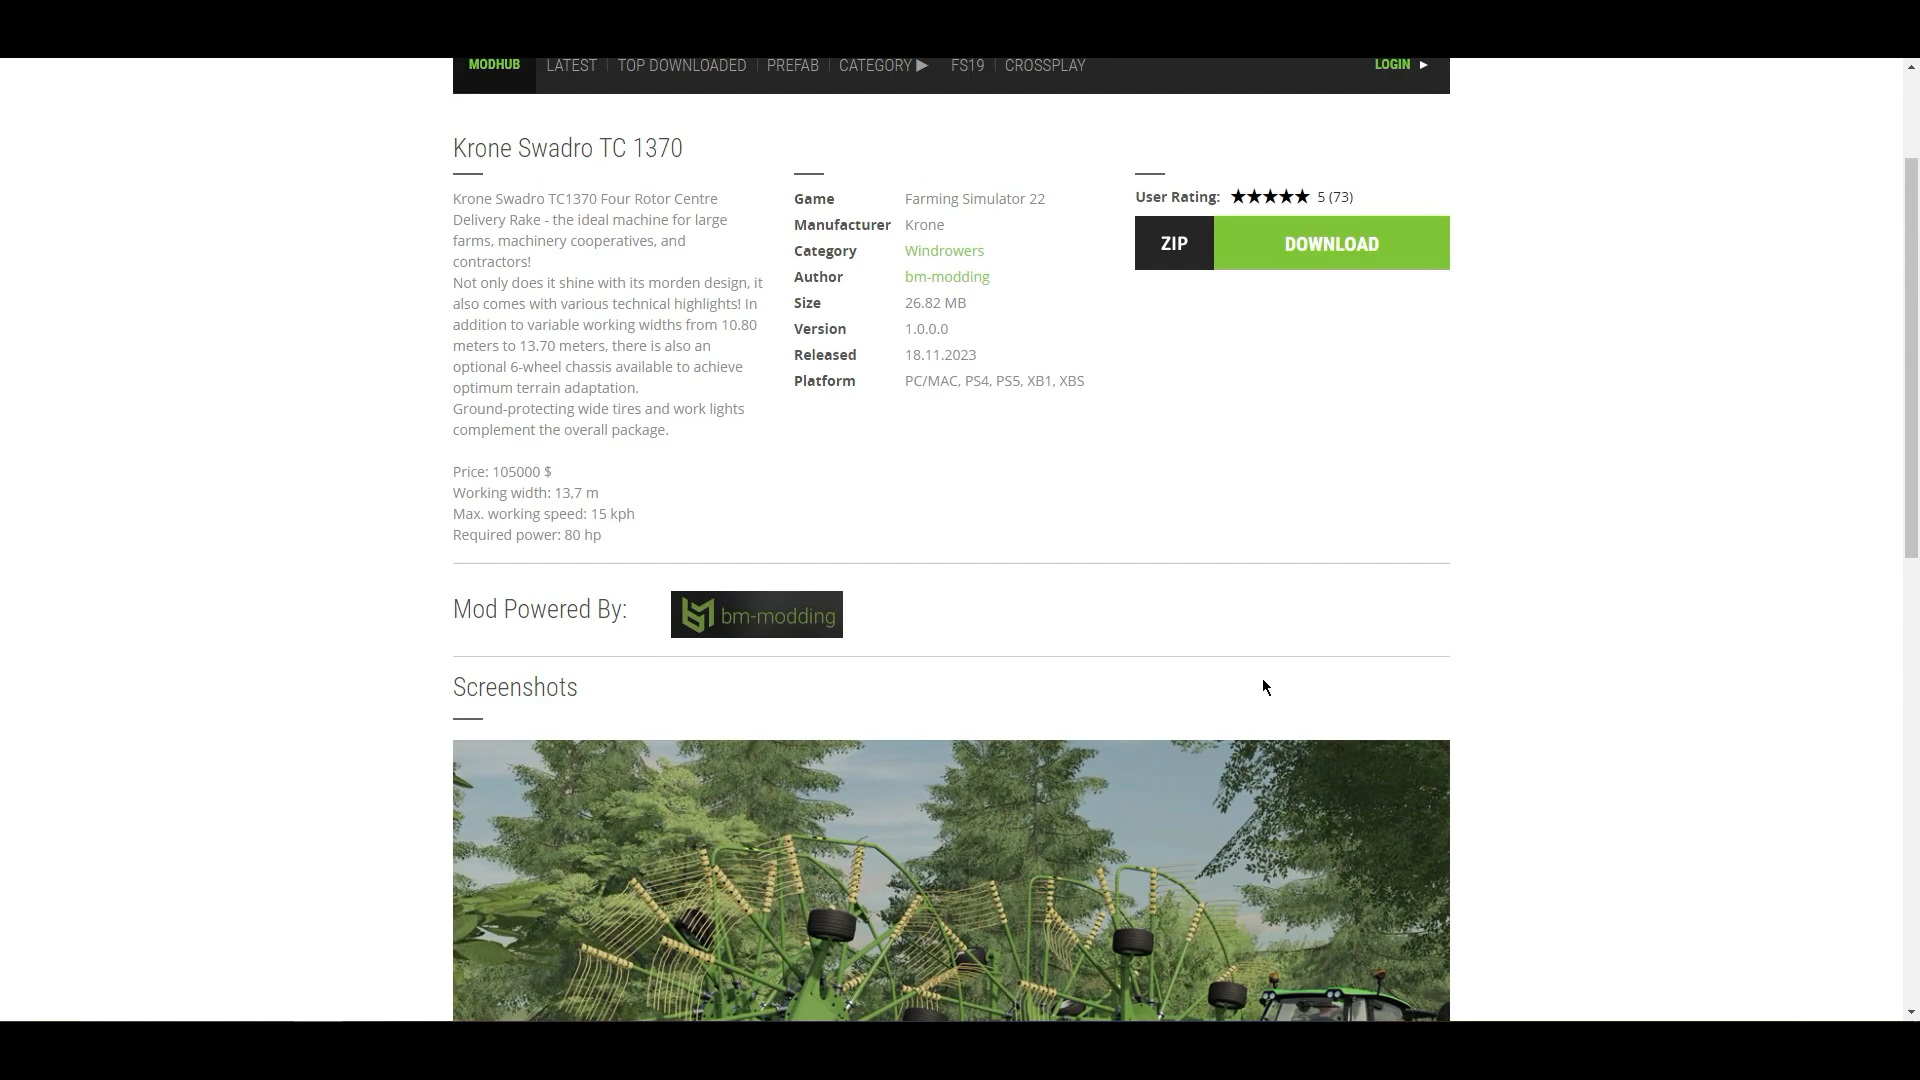 MODHUB LATEST TOP DOWNLOADED PREFAB CATEGORY ▶ FS19 CROSSPLAY LOGIN ►
Krone Swadro TC 1370
Krone Swadro TC1370 Four Rotor Centre
Delivery Rake - the ideal machine for large
farms, machinery cooperatives, and
contractors!
Not only does it shine with its morden design, it
also comes with various technical highlights! In
addition to variable working widths from 10.80
meters to 13.70 meters, there is also an
optional 6-wheel chassis available to achieve
optimum terrain adaptation.
Ground-protecting wide tires and work lights
complement the overall package.
Price: 105000 $
Working width: 13,7 m
Max. working speed: 15 kph
Required power: 80 hp
Game Farming Simulator 22
Manufacturer Krone
Category Windrowers
Author bm-modding
Size 26.82 MB
Version 1.0.0.0
Released 18.11.2023
Platform PC/MAC, PS4, PS5, XB1, XBS
User Rating: ★★★★★ 5 (73)
ZIP DOWNLOAD
Mod Powered By: bm-modding
Screenshots